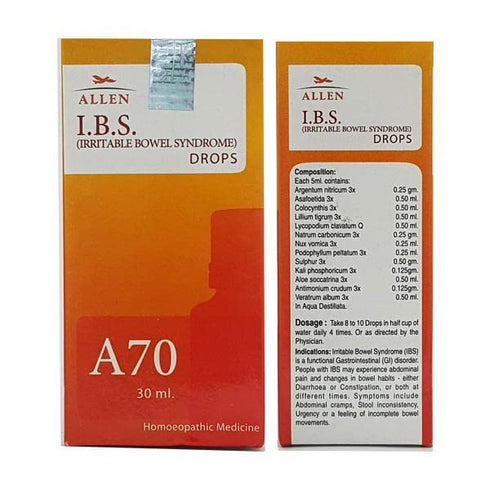 ALLEN
I.B.S.
(IRRITABLE BOWEL SYNDROME)
DROPS
A70
30 ml.
Homoeopathic Medicine
ALLEN
I.B.S.
(IRRITABLE BOWEL SYNDROME)
DROPS
Composition:
Each 5ml. contains:
Argentum nitricum 3x 0.25 gm.
Asafoetida 3x 0.50 ml.
Colocynthis 3x 0.50 ml.
Lillium tigrum 3x 0.50 ml.
Lycopodium clavatum Q 0.50 ml.
Natrum carbonicum 3x 0.25 gm.
Nux vomica 3x 0.25 ml.
Podophyllum peltatum 3x 0.25 ml.
Sulphur 3x 0.50 gm.
Kali phosphoricum 3x 0.125gm.
Aloe soccatrina 3x 0.50 ml.
Antimonium crudum 3x 0.125gm.
Veratrum album 3x 0.50 ml.
In Aqua Destillata.
Dosage : Take 8 to 10 Drops in half cup of
water daily 4 times. Or as directed by the
Physician.
Indications: Irritable Bowel Syndrome (IBS)
is a functional Gastrointestinal (GI) disorder.
People with IBS may experience abdominal
pain and changes in bowel habits - either
Diarrhoea or Constipation, or both at
different times. Symptoms include
Abdominal cramps, Stool inconsistency,
Urgency or a feeling of incomplete bowel
movements.